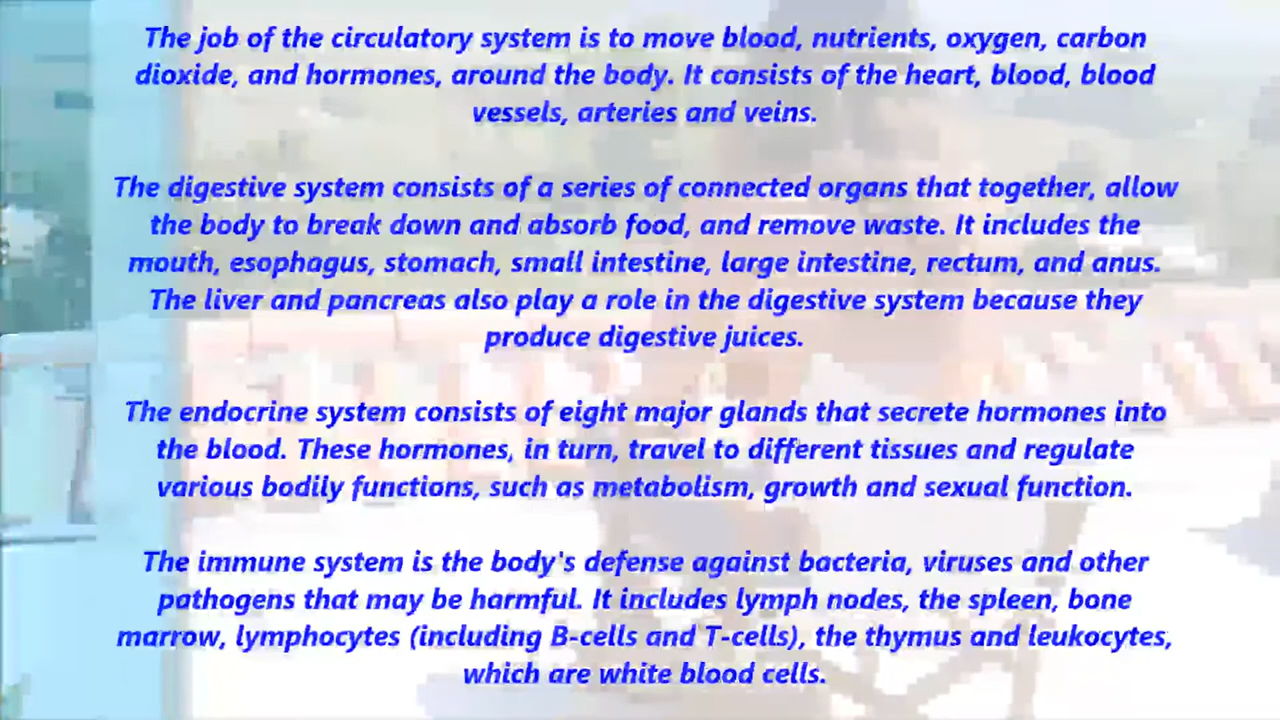 The job of the circulatory system is to move blood, nutrients, oxygen, carbon
dioxide, and hormones, around the body. It consists of the heart, blood, blood
vessels, arteries and veins.
The digestive system consists of a series of connected organs that together, allow
the body to break down and absorb food, and remove waste. It includes the
mouth, esophagus, stomach, small intestine, large intestine, rectum, and anus.
The liver and pancreas also play a role in the digestive system because they
produce digestive juices.
The endocrine system consists of eight major glands that secrete hormones into
the blood. These hormones, in turn, travel to different tissues and regulate
various bodily functions, such as metabolism, growth and sexual function.
The immune system is the body's defense against bacteria, viruses and other
pathogens that may be harmful. It includes lymph nodes, the spleen, bone
marrow, lymphocytes (including B-cells and T-cells), the thymus and leukocytes,
which are white blood cells.